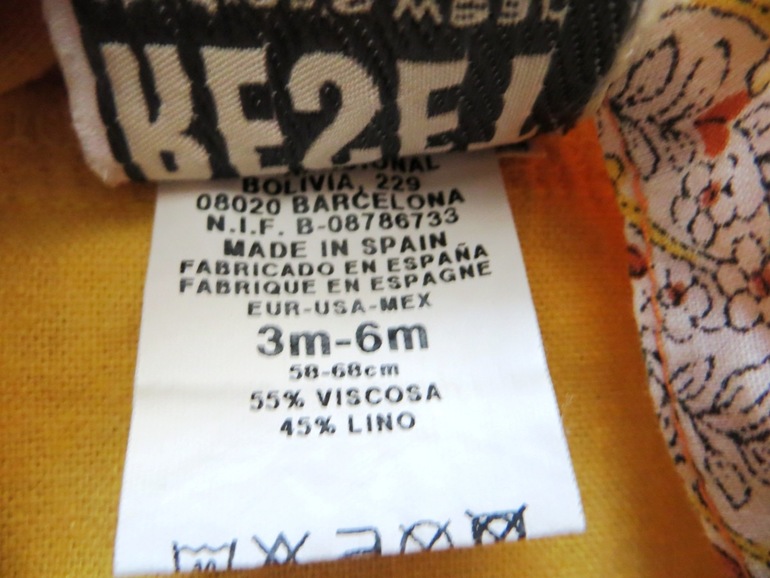 BOLIVIA, 229
08020 BARCELONA
N.I.F. B-08786733
MADE IN SPAIN
FABRICADO EN ESPAÑA
FABRIQUE EN ESPAGNE
EUR-USA-MEX
3m-6m
58-68cm
55% VISCOSA
45% LINO